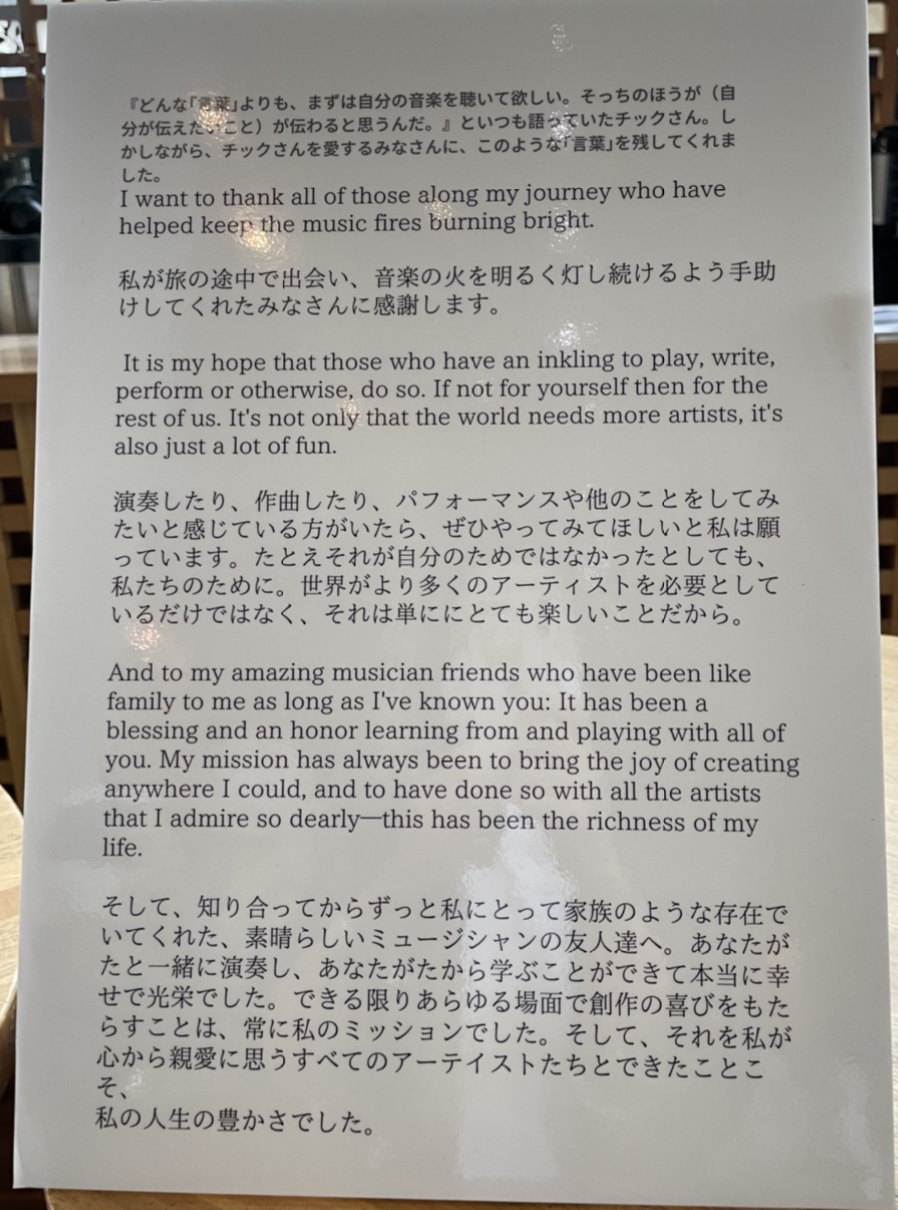 『どんな「言葉」よりも、まずは自分の音楽を聴いて欲しい。そっちのほうが（自
分が伝えたいこと）が伝わると思うんだ。』といつも語っていたチックさん。し
かしながら、チックさんを愛するみなさんに、このような「言葉」を残してくれま
した。
I want to thank all of those along my journey who have
helped keep the music fires burning bright.
私が旅の途中で出会い、音楽の火を明るく灯し続けるよう手助
けしてくれたみなさんに感謝します。
It is my hope that those who have an inkling to play, write,
perform or otherwise, do so. If not for yourself then for the
rest of us. It's not only that the world needs more artists, it's
also just a lot of fun.
演奏したり、作曲したり、パフォーマンスや他のことをしてみ
たいと感じている方がいたら、ぜひやってみてほしいと私は願
っています。たとえそれが自分のためではなかったとしても、
私たちのために。世界がより多くのアーティストを必要として
いるだけではなく、それは単ににとても楽しいことだから。
And to my amazing musician friends who have been like
family to me as long as I've known you: It has been a
blessing and an honor learning from and playing with all of
you. My mission has always been to bring the joy of creating
anywhere I could, and to have done so with all the artists
that I admire so dearly—this has been the richness of my
life.
そして、知り合ってからずっと私にとって家族のような存在で
いてくれた、素晴らしいミュージシャンの友人達へ。あなたが
たと一緒に演奏し、あなたがたから学ぶことができて本当に幸
せで光栄でした。できる限りあらゆる場面で創作の喜びをもた
らすことは、常に私のミッションでした。そして、それを私が
心から親愛に思うすべてのアーテイストたちとできたことこ
そ、
私の人生の豊かさでした。